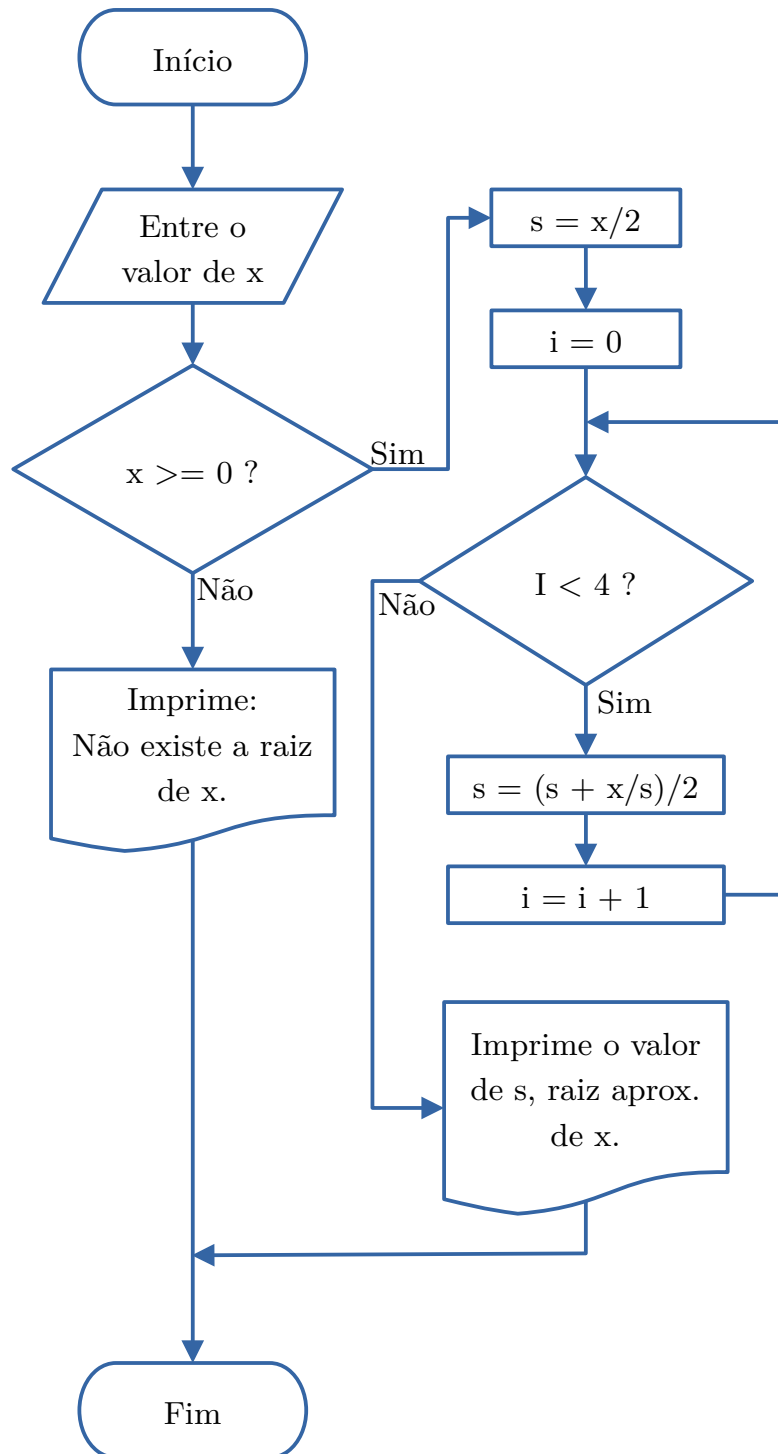 Início
Entre o
valor de x
x >= 0 ?
Sim
Não
Imprime:
Não existe a raiz
de x.
s = x/2
i = 0
I < 4 ?
Não
Sim
s = (s + x/s)/2
i = i + 1
Imprime o valor
de s, raiz aprox.
de x.
Fim